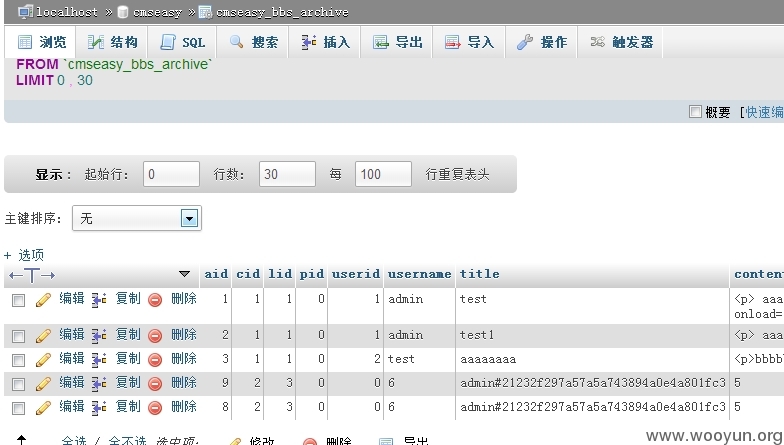 localhost » cmseasy » cmseasy_bbs_archive
浏览 结构 SQL 搜索 插入 导出 导入 操作 触发器
FROM `cmseasy_bbs_archive`
LIMIT 0 , 30
概要 [快速编
显示: 起始行: 0 行数: 30 每 100 行重复表头
主键排序: 无
+ 选项
←T→ aid cid lid pid userid username title conten
编辑 复制 删除 1 1 1 0 1 admin test <p> aaa
onload=
编辑 复制 删除 2 1 1 0 1 admin test1 <p> aaa
编辑 复制 删除 3 1 1 0 2 test aaaaaaaa <p>bbbb
编辑 复制 删除 9 2 3 0 0 6 admin#21232f297a57a5a743894a0e4a801fc3 5
编辑 复制 删除 8 2 3 0 0 6 admin#21232f297a57a5a743894a0e4a801fc3 5
全选 / 全不选 选中项: 修改 删除 导出
www.wooyun.org